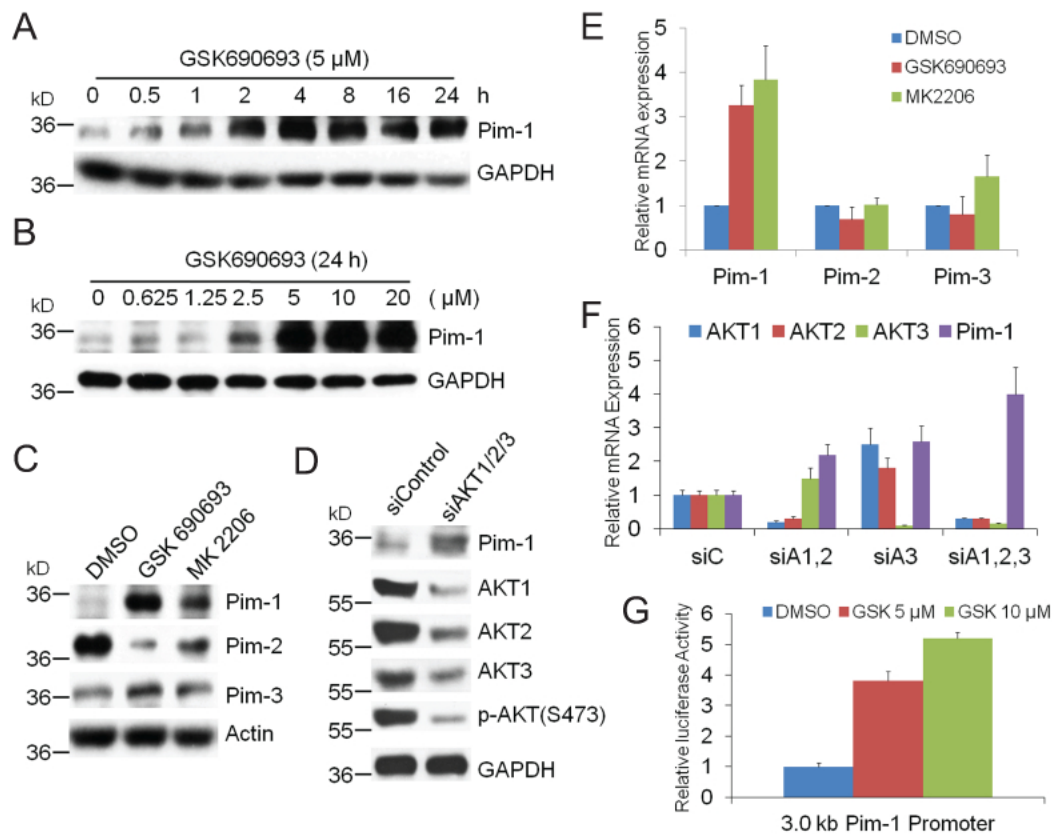 A
GSK690693 (5 µM)
kD
0 0.5 1 2 4 8 16 24 h
36
Pim-1
GAPDH
36
B
GSK690693 (24 h)
kD
0 0.625 1.25 2.5 5 10 20 ( µM)
36
Pim-1
GAPDH
36
C
DMSO
GSK 690693
MK 2206
kD
36
Pim-1
Pim-2
36
Pim-3
36
Actin
36
D
siControl
siAKT1/2/3
kD
36
Pim-1
AKT1
55
AKT2
55
AKT3
55
p-AKT(S473)
55
GAPDH
36
E
Relative mRNA expression
5
4
3
2
1
0
DMSO
GSK690693
MK2206
Pim-1 Pim-2 Pim-3
F
AKT1 AKT2 AKT3 Pim-1
Relative mRNA Expression
5
4
3
2
1
0
siC siA1,2 siA3 siA1,2,3
G
DMSO GSK 5 µM GSK 10 µM
Relative luciferase Activity
6
5
4
3
2
1
0
3.0 kb Pim-1 Promoter